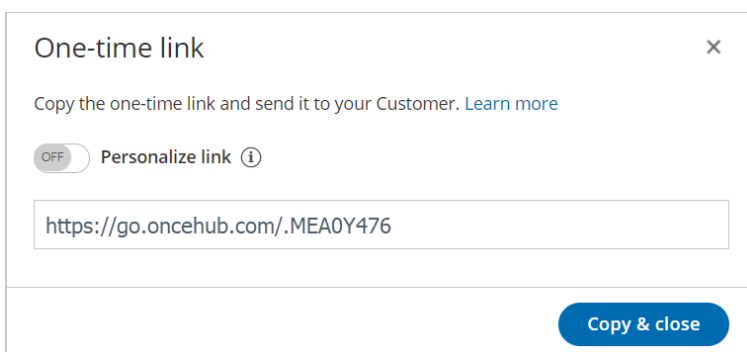 One-time link
Copy the one-time link and send it to your Customer. Learn more
OFF Personalize link
https://go.oncehub.com/.MEA0Y476
Copy & close